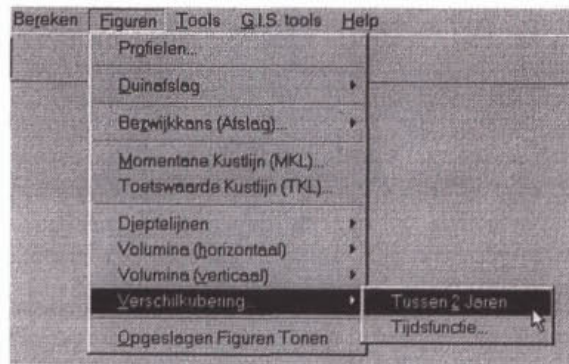 Bereken Figuren Tools G.I.S. tools Help
Profielen...
Duinafslag
Bezwijkkans (Afslag)...
Momentane Kustlijn (MKL)...
Toetswaarde Kustlijn (TKL)...
Dieptelijnen
Volumina (horizontaal)
Volumina (verticaal)
Verschilkubering...
Tussen 2 Jaren
Tijdsfunctie...
Opgeslagen Figuren Tonen